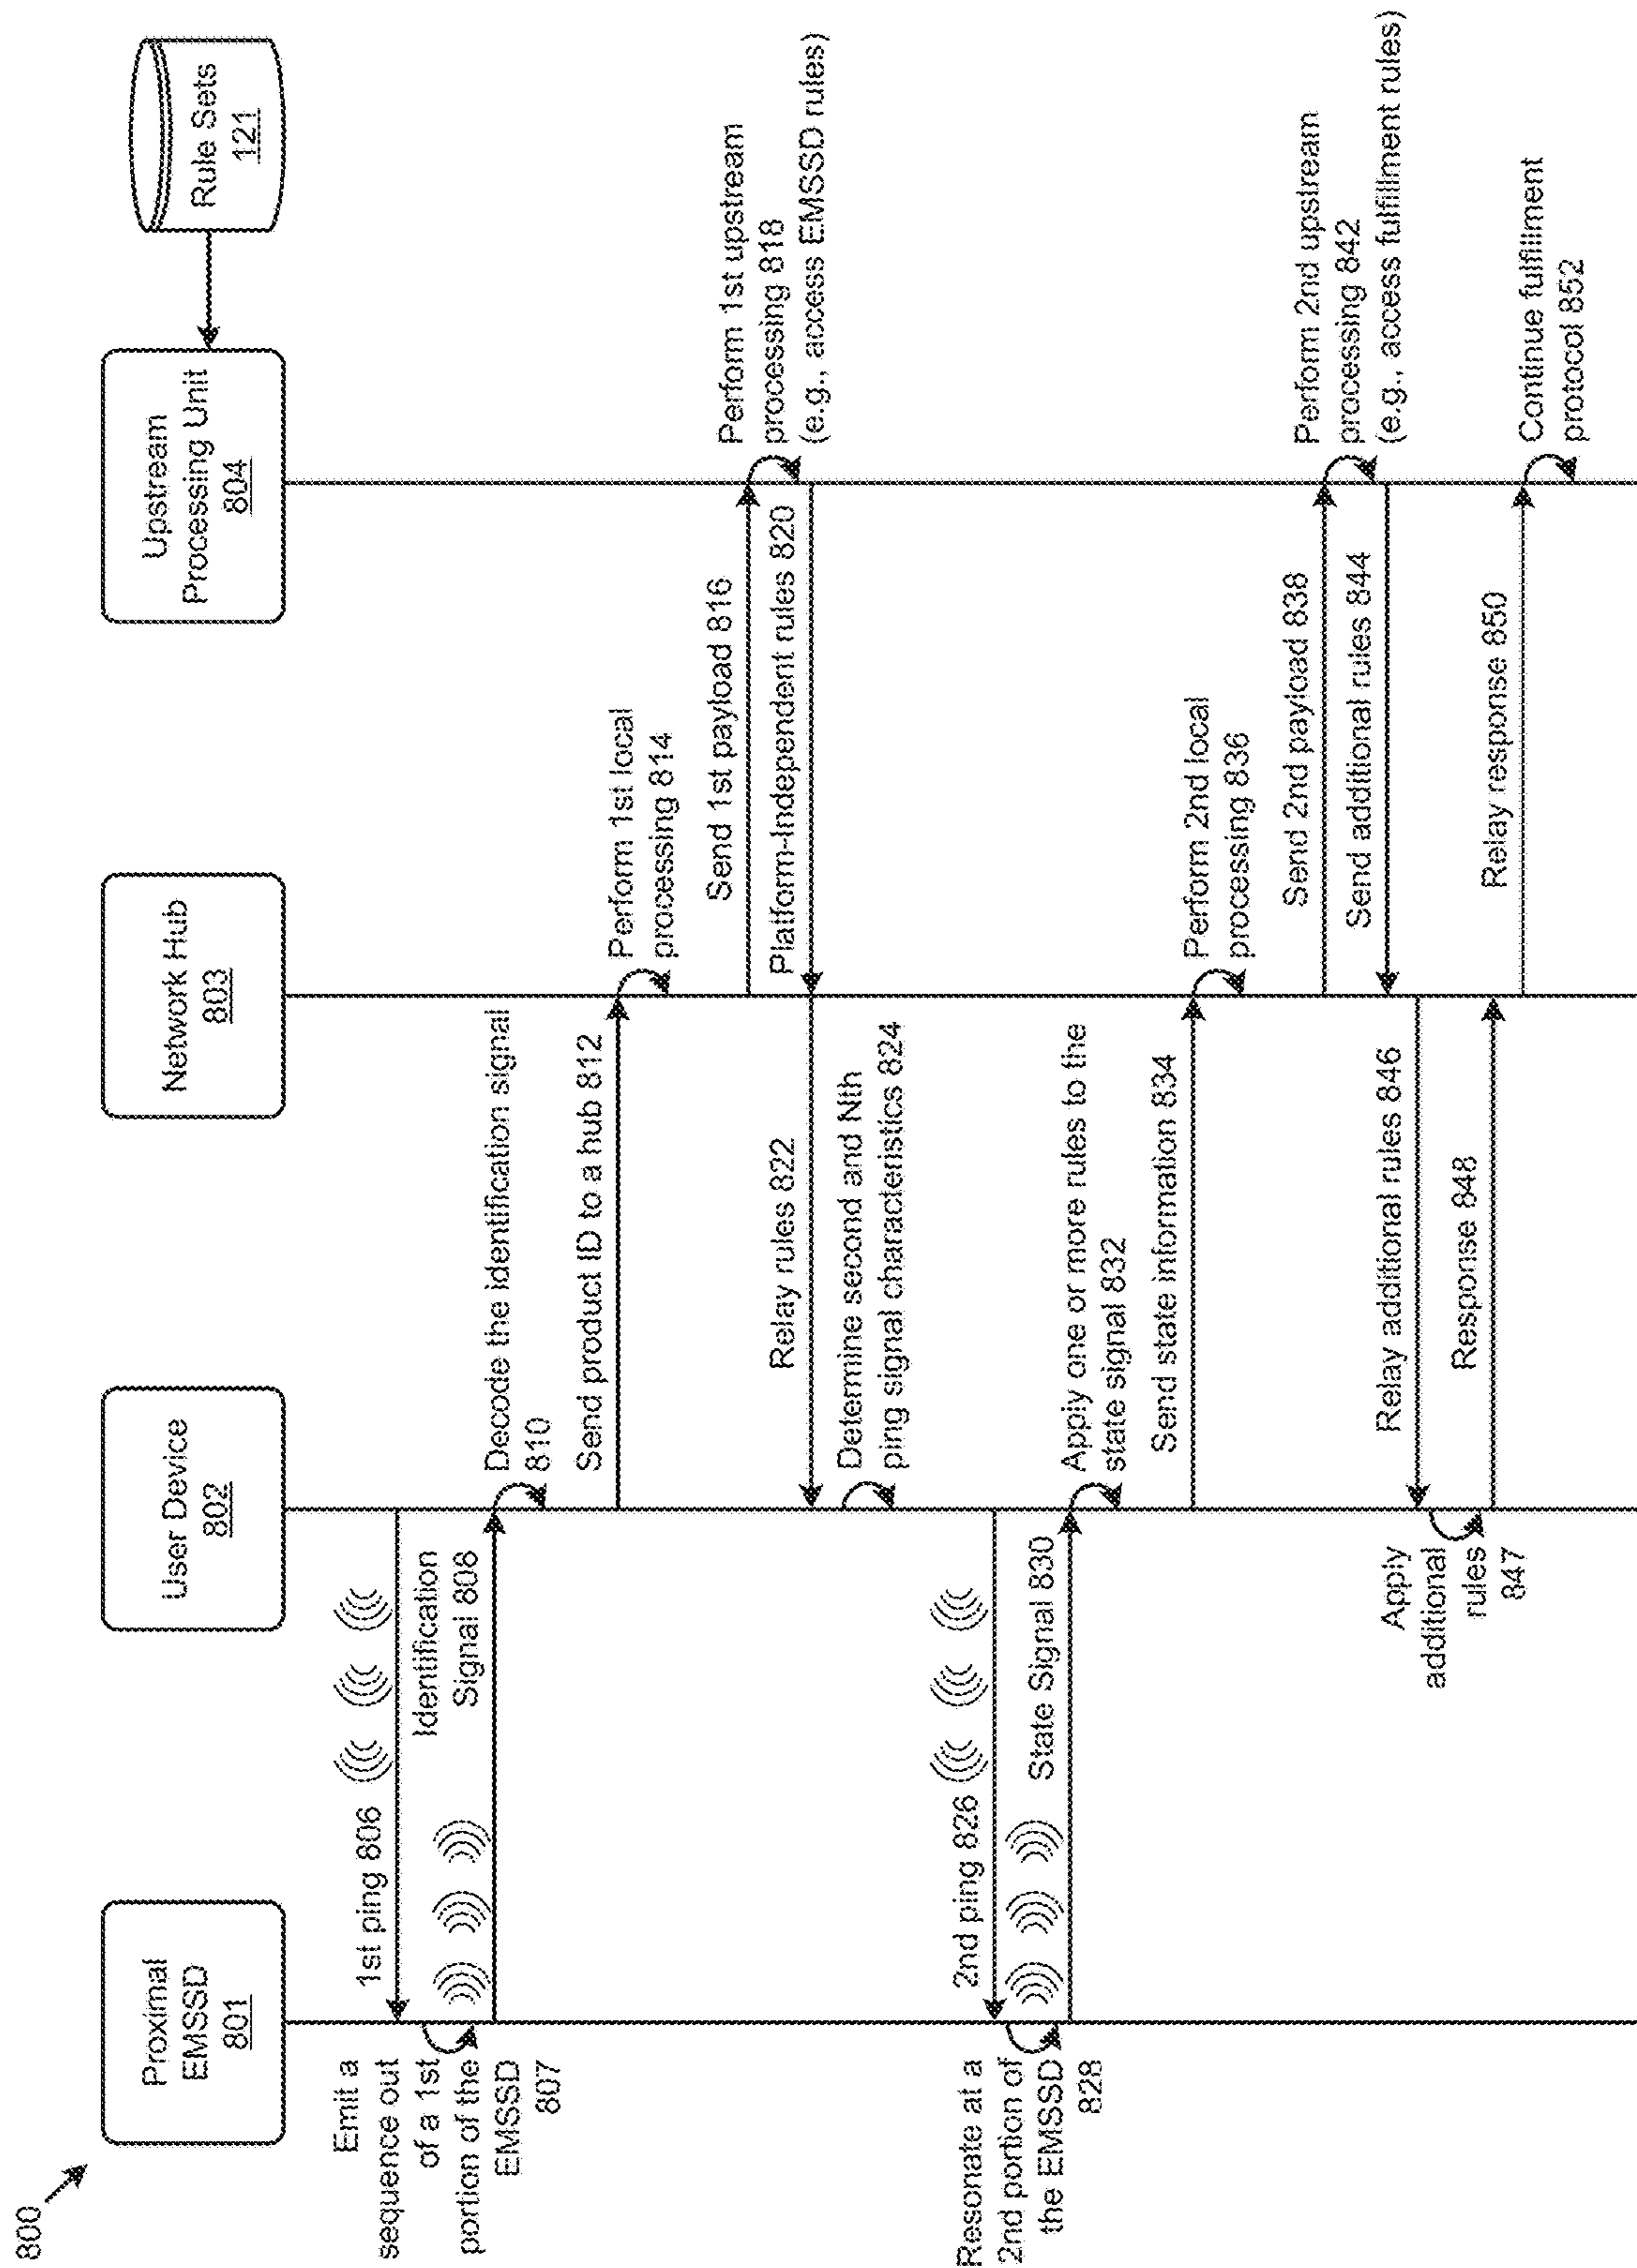 800
Proximal
EMSSD
801
User Device
802
Network Hub
803
Upstream
Processing Unit
804
Rule Sets
121
1st ping 806
Emit a
sequence out
of a 1st
portion of the
EMSSD
807
Identification
Signal 808
Decode the identification signal
810
Send product ID to a hub 812
Perform 1st local
processing 814
Send 1st payload 816
Perform 1st upstream
processing 818
(e.g., access EMSSD rules)
Platform-Independent rules 820
Relay rules 822
Determine second and Nth
ping signal characteristics 824
2nd ping 826
Resonate at a
2nd portion of
the EMSSD
828
State Signal 830
Apply one or more rules to the
state signal 832
Send state information 834
Perform 2nd local
processing 836
Send 2nd payload 838
Perform 2nd upstream
processing 842
(e.g., access fulfillment rules)
Send additional rules 844
Relay additional rules 846
Apply
additional
rules
847
Response 848
Relay response 850
Continue fulfillment
protocol 852